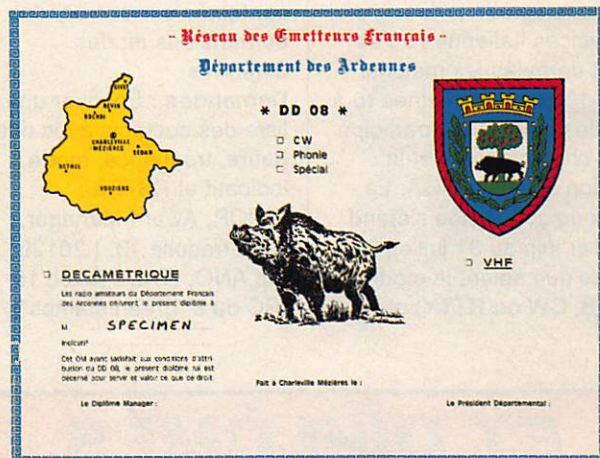 - Réseau des Emetteurs Français -
Département des Ardennes
GIVET
REVIN
ROCROI
CHARLEVILLE
MÉZIÈRES
SEDAN
RETHEL
VOUZIERS
* DD 08 *
CW
Phonie
Spécial
DECAMÉTRIQUE
VHF
Les radio amateurs du Département Français
des Ardennes délivrent le présent diplôme à
M SPECIMEN
Indicatif
Cet OM ayant satisfait aux conditions d'attri-
bution du DD 08, le présent diplôme lui est
décerné pour servir et valoir ce que de droit.
Fait à Charleville Mézières le :
Le Diplôme Manager :
Le Président Départemental :